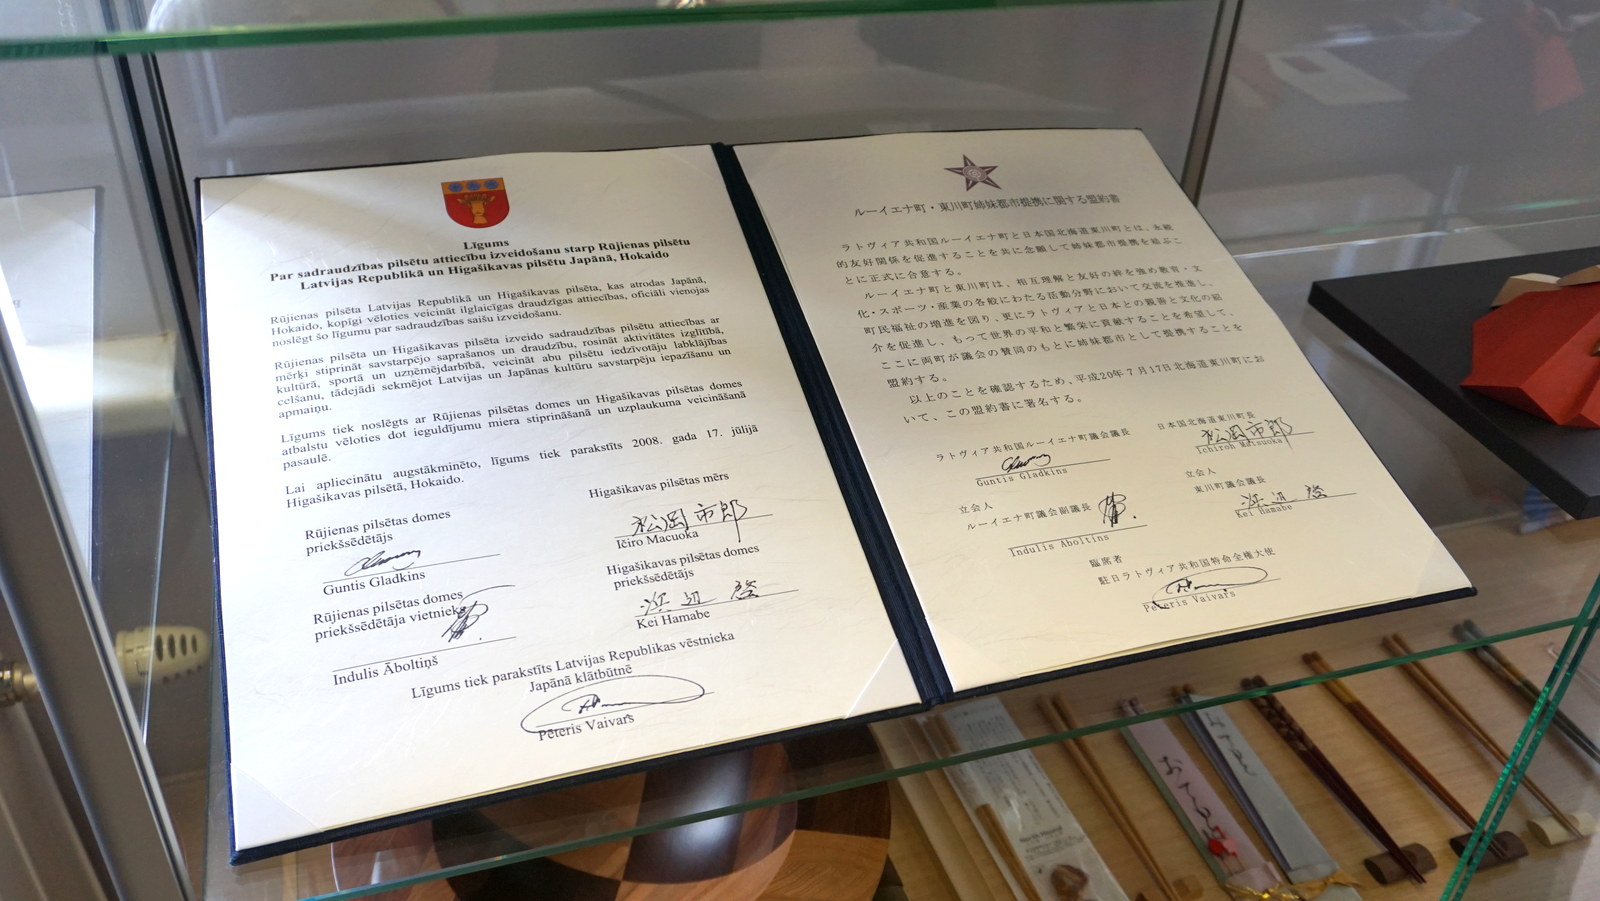 Līgums
Par sadraudzības pilsētu attiecību izveidošanu starp Rūjienas pilsētu
Latvijas Republikā un Higašikavas pilsētu Japānā, Hokaido
Rūjienas pilsēta Latvijas Republikā un Higašikavas pilsēta, kas atrodas Japānā,
Hokaido, kopīgi vēloties veicināt ilglaicīgas draudzīgas attiecības, oficiāli vienojas
noslēgt šo līgumu par sadraudzības saišu izveidošanu.
Rūjienas pilsēta un Higašikavas pilsēta izveido sadraudzības pilsētu attiecības ar
mērķi stiprināt savstarpējo saprašanos un draudzību, rosināt aktivitātes izglītībā,
kultūrā, sportā un uzņēmējdarbībā, veicināt abu pilsētu iedzīvotāju labklājības
celšanu, tādejādi sekmējot Latvijas un Japānas kultūru savstarpēju iepazīšanu un
apmaiņu.
Līgums tiek noslēgts ar Rūjienas pilsētas domes un Higašikavas pilsētas domes
atbalstu vēloties dot ieguldījumu miera stiprināšanā un uzplaukuma veicināšanā
pasaulē.
Lai apliecinātu augstākminēto, līgums tiek parakstīts 2008. gada 17. jūlijā
Higašikavas pilsētā, Hokaido.
Rūjienas pilsētas domes
priekšsēdētājs
Guntis Gladkins
Rūjienas pilsētas domes
priekšsēdētāja vietnieks
Indulis Āboltiņš
Higašikavas pilsētas mērs
松岡市郎
Ičiro Macuoka
Higašikavas pilsētas domes
priekšsēdētājs
浜辺 啓
Kei Hamabe
Līgums tiek parakstīts Latvijas Republikas vēstnieka
Japānā klātbūtnē
Pēteris Vaivars
ルーイエナ町・東川町姉妹都市提携に関する盟約書
ラトヴィア共和国ルーイエナ町と日本国北海道東川町とは、永続
的友好関係を促進することを共に念願して姉妹都市提携を結ぶこ
とに正式に合意する。
ルーイエナ町と東川町は、相互理解と友好の絆を強め教育・文
化・スポーツ・産業の各般にわたる活動分野において交流を推進し、
町民福祉の増進を図り、更にラトヴィアと日本との親善と文化の紹
介を促進し、もって世界の平和と繁栄に貢献することを希望して、
ここに両町が議会の賛同のもとに姉妹都市として提携することを
盟約する。
以上のことを確認するため、平成20年7月17日北海道東川町にお
いて、この盟約書に署名する。
ラトヴィア共和国ルーイエナ町議会議長
Guntis Gladkins
立会人
ルーイエナ町議会副議長
Indulis Aboltins
日本国北海道東川町長
松岡市郎
Ichiroh Matsuoka
立会人
東川町議会議長
浜辺 啓
Kei Hamabe
臨席者
駐日ラトヴィア共和国特命全権大使
Peteris Vaivars